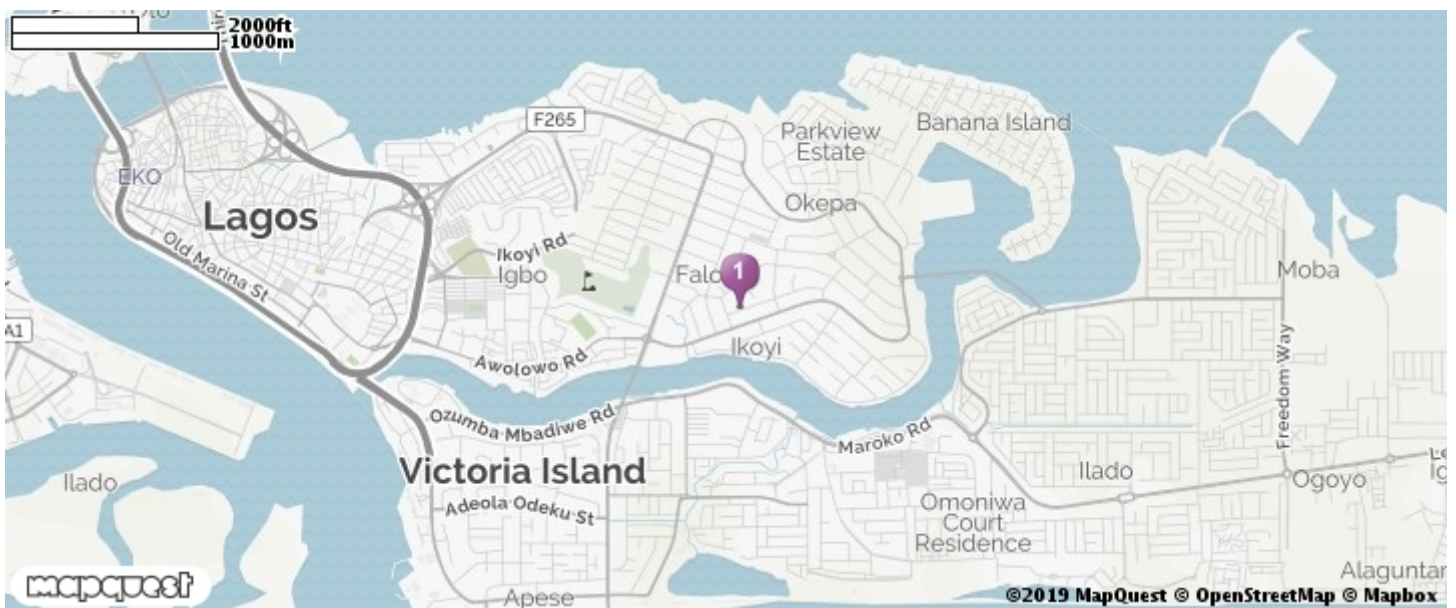 2000ft
1000m
F265
Parkview
Estate
Banana Island
EKO
Okepa
Lagos
Ikoyi Rd
Igbo
Old Marina St
1
Moba
A1
Ikoyi
Awolowo Rd
Freedom Way
Ozumba Mbadiwe Rd
Maroko Rd
Victoria Island
Ilado
Ilado
Ogoyo
Adeola Odeku St
Omoniwa
Court
Residence
mapquest
Apese
©2019 MapQuest © OpenStreetMap © Mapbox